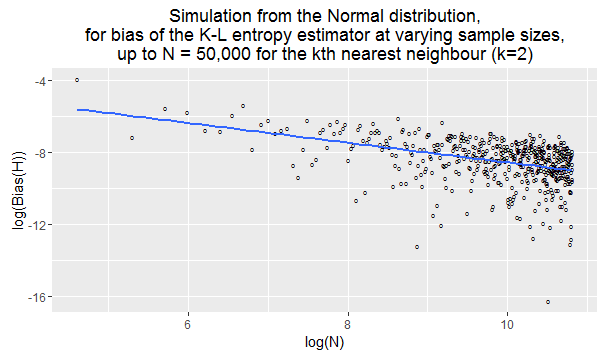 Simulation from the Normal distribution,
for bias of the K-L entropy estimator at varying sample sizes,
up to N = 50,000 for the kth nearest neighbour (k=2)
log(Bias(H))
-4
-8
-12
-16
6
8
10
log(N)